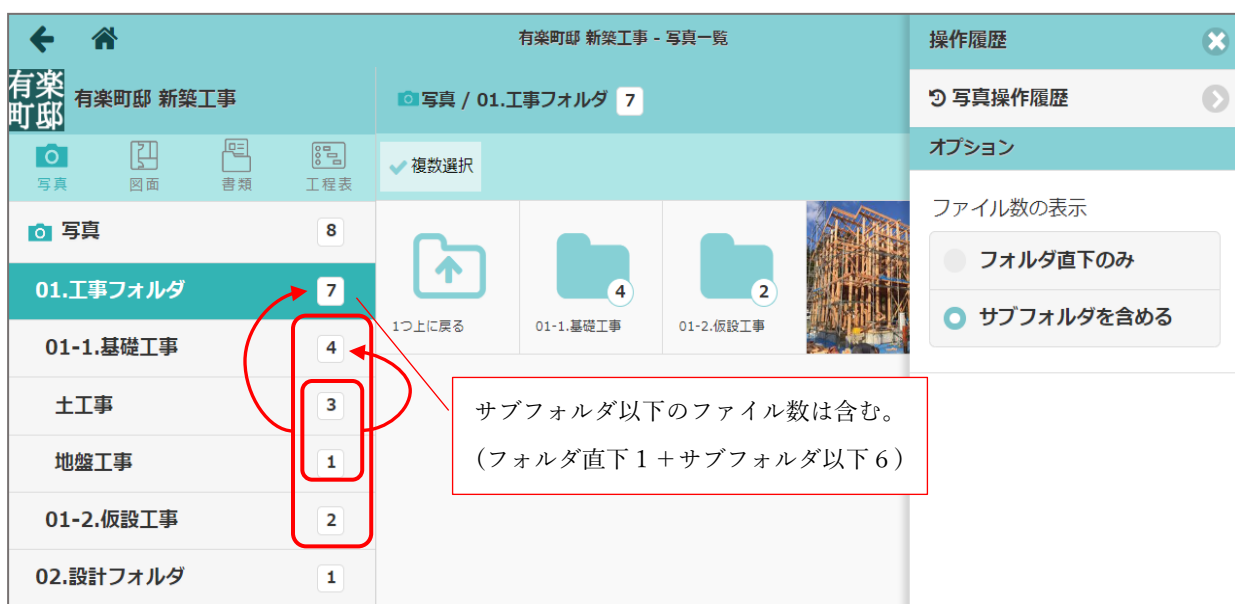 有楽町邸 新築工事 - 写真一覧
有楽
町邸
有楽町邸 新築工事
写真
図面
書類
工程表
写真 8
01.工事フォルダ 7
01-1.基礎工事 4
土工事 3
地盤工事 1
01-2.仮設工事 2
02.設計フォルダ 1
写真 / 01.工事フォルダ 7
複数選択
4
2
1つ上に戻る
01-1.基礎工事
01-2.仮設工事
サブフォルダ以下のファイル数は含む。
(フォルダ直下1+サブフォルダ以下6)
操作履歴
写真操作履歴
オプション
ファイル数の表示
フォルダ直下のみ
サブフォルダを含める